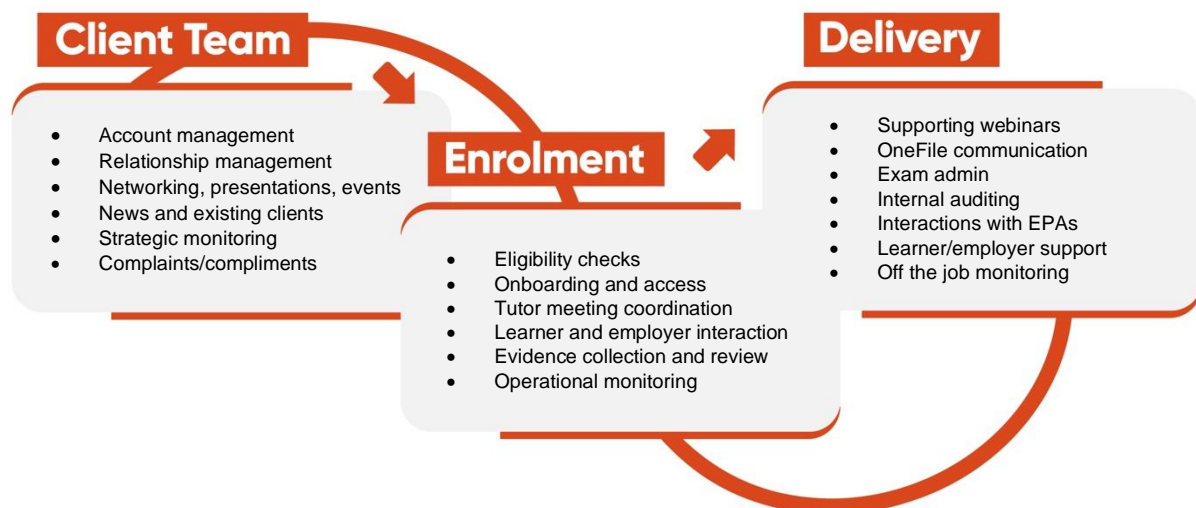 Client Team
• Account management
• Relationship management
• Networking, presentations, events
• News and existing clients
• Strategic monitoring
• Complaints/compliments
Enrolment
• Eligibility checks
• Onboarding and access
• Tutor meeting coordination
• Learner and employer interaction
• Evidence collection and review
• Operational monitoring
Delivery
• Supporting webinars
• OneFile communication
• Exam admin
• Internal auditing
• Interactions with EPAs
• Learner/employer support
• Off the job monitoring